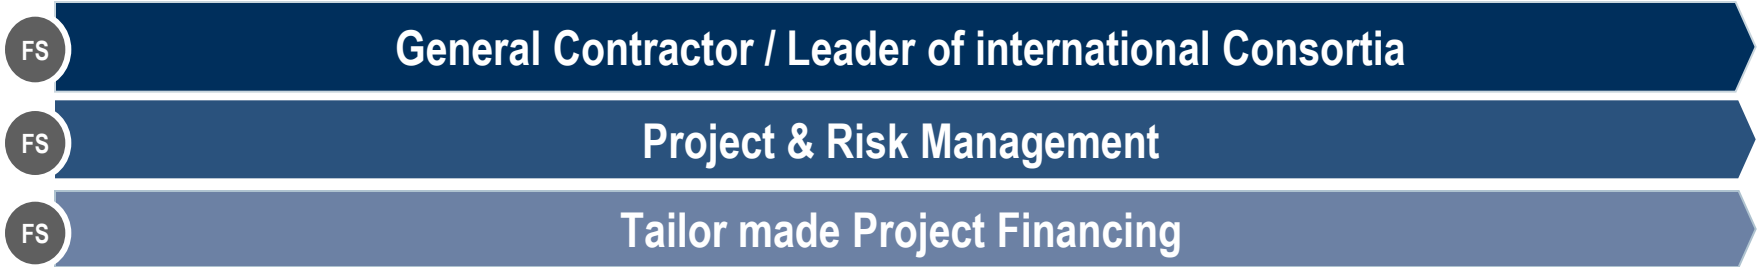 FS General Contractor / Leader of international Consortia
FS Project & Risk Management
FS Tailor made Project Financing